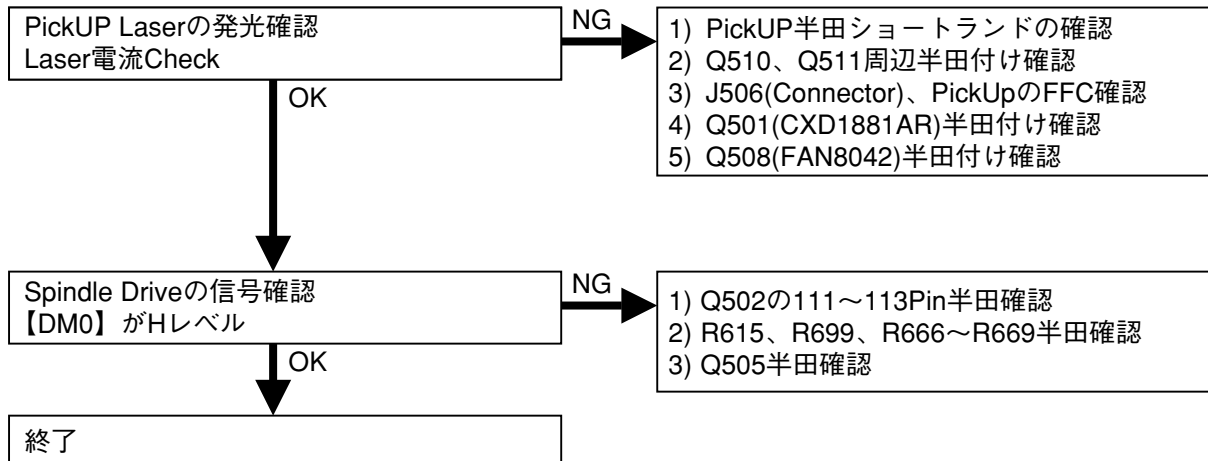 PickUP Laserの発光確認
Laser電流Check
NG
1) PickUP半田ショートランドの確認
2) Q510、Q511周辺半田付け確認
3) J506(Connector)、PickUpのFFC確認
4) Q501(CXD1881AR)半田付け確認
5) Q508(FAN8042)半田付け確認
OK
Spindle Driveの信号確認
【DM0】がHレベル
NG
1) Q502の111～113Pin半田確認
2) R615、R699、R666～R669半田確認
3) Q505半田確認
OK
終了